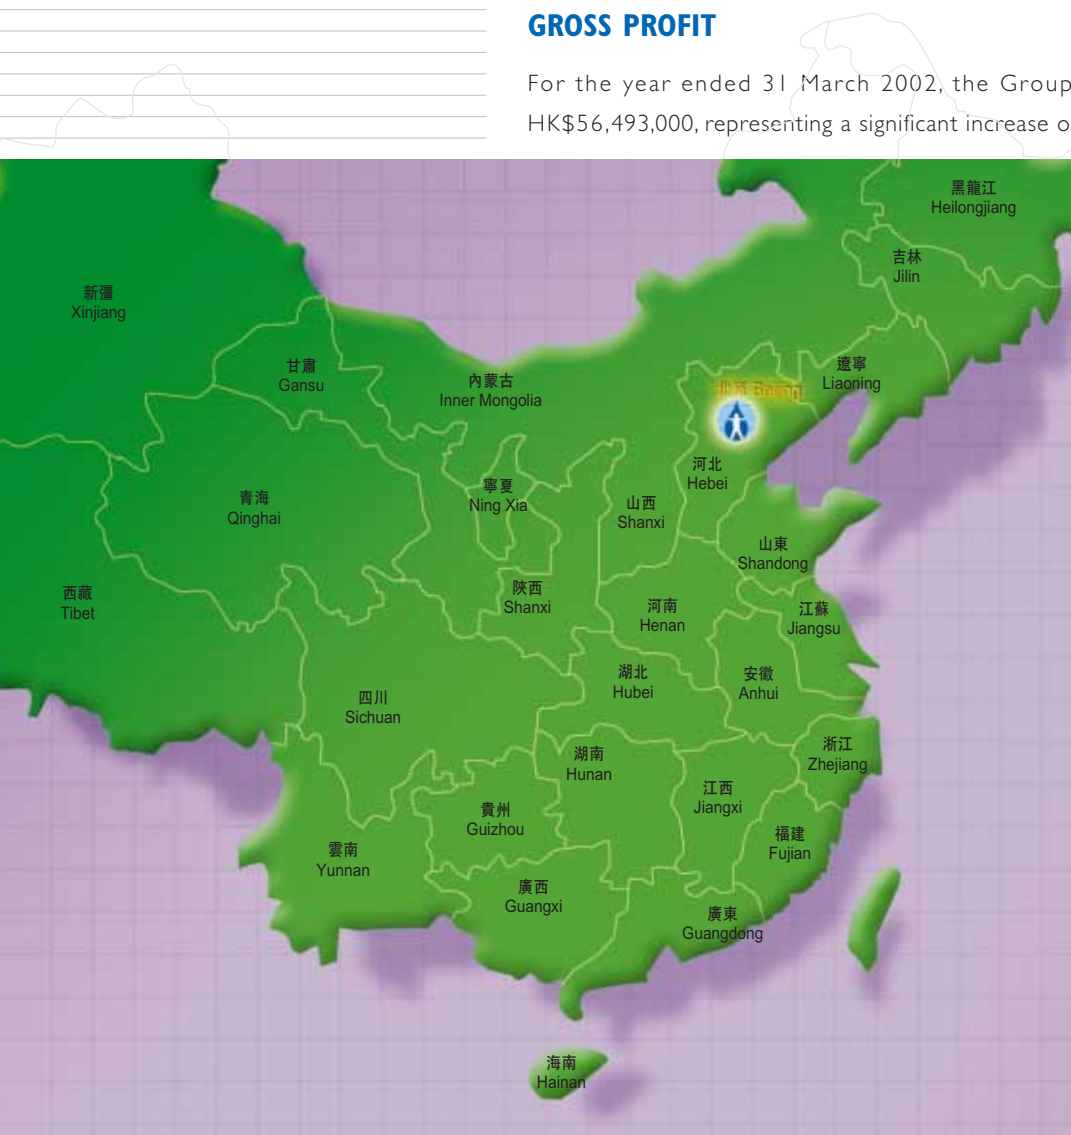 GROSS PROFIT
For the year ended 31 March 2002, the Group
HK$56,493,000, representing a significant increase o
黑龍江
Heilongjiang
吉林
Jilin
新彊
Xinjiang
甘肅
Gansu
內蒙古
Inner Mongolia
遼寧
Liaoning
北京 Beijing
河北
Hebei
寧夏
Ning Xia
青海
Qinghai
山西
Shanxi
山東
Shandong
西藏
Tibet
陝西
Shanxi
河南
Henan
江蘇
Jiangsu
湖北
Hubei
安徽
Anhui
四川
Sichuan
湖南
Hunan
浙江
Zhejiang
江西
Jiangxi
貴州
Guizhou
福建
Fujian
雲南
Yunnan
廣西
Guangxi
廣東
Guangdong
海南
Hainan